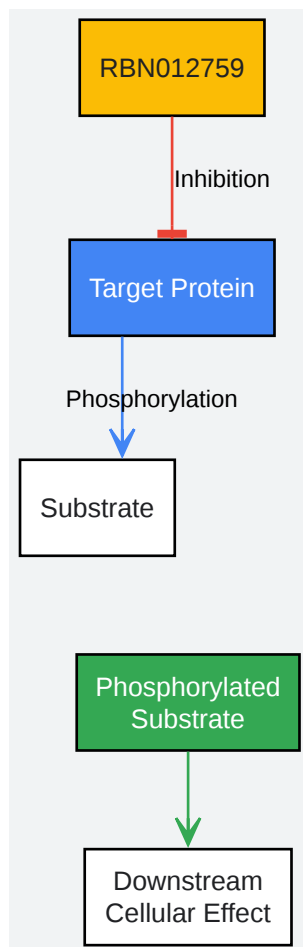 RBN012759
Inhibition
Target Protein
Phosphorylation
Substrate
Phosphorylated
Substrate
Downstream
Cellular Effect